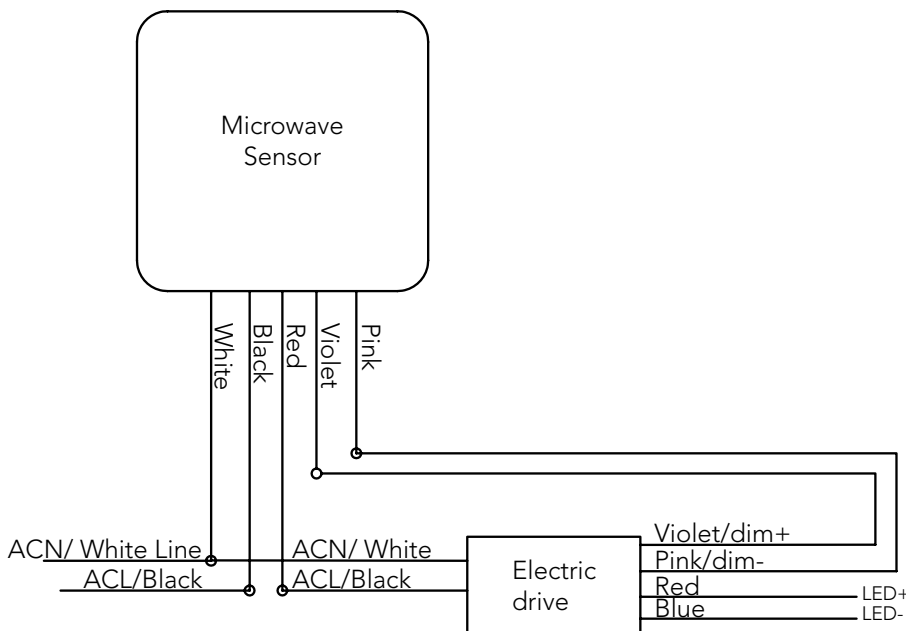 Microwave
Sensor
White
Black
Red
Violet
Pink
ACN/ White Line
ACN/ White
ACL/Black
ACL/Black
Electric
drive
Violet/dim+
Pink/dim-
Red
Blue
LED+
LED-